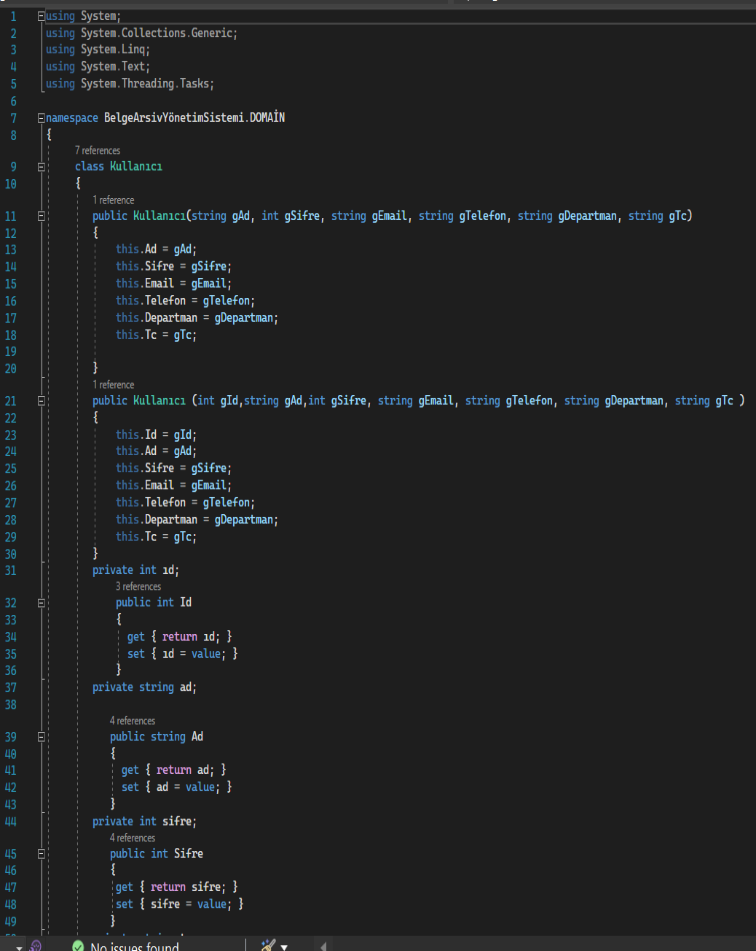 1 using System;
2 using System.Collections.Generic;
3 using System.Linq;
4 using System.Text;
5 using System.Threading.Tasks;
6
7 namespace BelgeArsivYönetimSistemi.DOMAİN
8 {
7 references
9 class Kullanıcı
10 {
1 reference
11 public Kullanıcı(string gAd, int gSifre, string gEmail, string gTelefon, string gDepartman, string gTc)
12 {
13 this.Ad = gAd;
14 this.Sifre = gSifre;
15 this.Email = gEmail;
16 this.Telefon = gTelefon;
17 this.Departman = gDepartman;
18 this.Tc = gTc;
19
20 }
1 reference
21 public Kullanıcı (int gId,string gAd,int gSifre, string gEmail, string gTelefon, string gDepartman, string gTc )
22 {
23 this.Id = gId;
24 this.Ad = gAd;
25 this.Sifre = gSifre;
26 this.Email = gEmail;
27 this.Telefon = gTelefon;
28 this.Departman = gDepartman;
29 this.Tc = gTc;
30 }
31 private int ıd;
3 references
32 public int Id
33 {
34 get { return ıd; }
35 set { ıd = value; }
36 }
37 private string ad;
38
4 references
39 public string Ad
40 {
41 get { return ad; }
42 set { ad = value; }
43 }
44 private int sifre;
4 references
45 public int Sifre
46 {
47 get { return sifre; }
48 set { sifre = value; }
49 }
No issues found